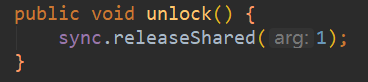 public void unlock() {
    sync.releaseShared( arg: 1);
}